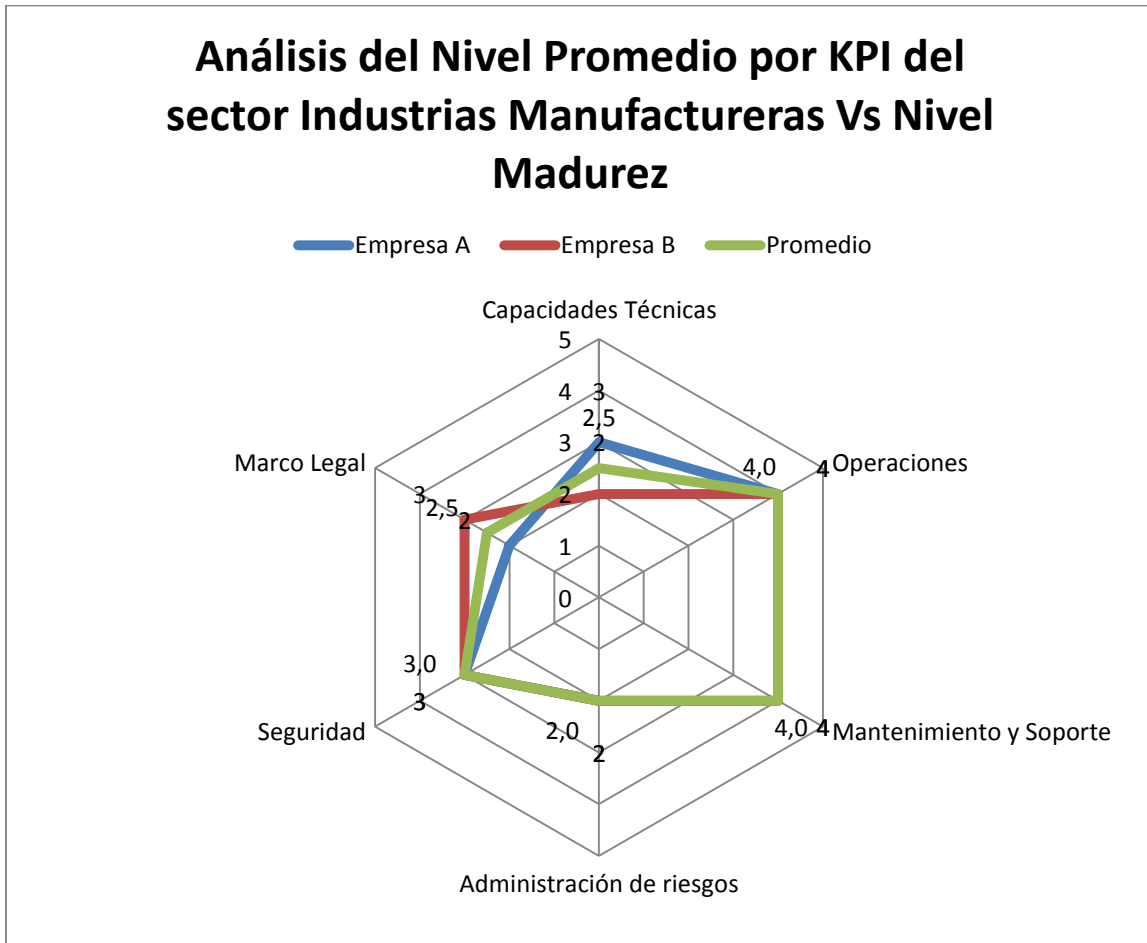 Análisis del Nivel Promedio por KPI del
sector Industrias Manufactureras Vs Nivel
Madurez
Empresa A Empresa B Promedio
Capacidades Técnicas
5
4 3
2,5
3 2
Marco Legal 4,0 4 Operaciones
3 2,5 2 2
1
0
3,0
3
Seguridad 2,0 2 4,0 4 Mantenimiento y Soporte
Administración de riesgos